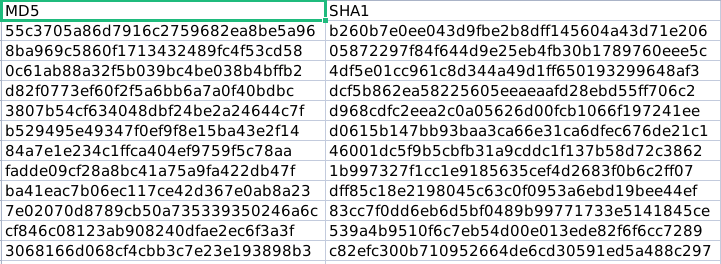 MD5 SHA1
55c3705a86d7916c2759682ea8be5a96 b260b7e0ee043d9fbe2b8dff145604a43d71e206
8ba969c5860f1713432489fc4f53cd58 05872297f84f644d9e25eb4fb30b1789760eee5c
0c61ab88a32f5b039bc4be038b4bffb2 4df5e01cc961c8d344a49d1ff650193299648af3
d82f0773ef60f2f5a6bb6a7a0f40bdbc dcf5b862ea58225605eeaeaafd28ebd55ff706c2
3807b54cf634048dbf24be2a24644c7f d968cdfc2eea2c0a05626d00fcb1066f197241ee
b529495e49347f0ef9f8e15ba43e2f14 d0615b147bb93baa3ca66e31ca6dfec676de21c1
84a7e1e234c1ffca404ef9759f5c78aa 46001dc5f9b5cbfb31a9cddc1f137b58d72c3862
fadde09cf28a8bc41a75a9fa422db47f 1b997327f1cc1e9185635cef4d2683f0b6c2ff07
ba41eac7b06ec117ce42d367e0ab8a23 dff85c18e2198045c63c0f0953a6ebd19bee44ef
7e02070d8789cb50a735339350246a6c 83cc7f0dd6eb6d5bf0489b99771733e5141845ce
cf846c08123ab908240dfae2ec6f3a3f 539a4b9510f6c7eb54d00e013ede82f6f6cc7289
3068166d068cf4cbb3c7e23e193898b3 c82efc300b710952664de6cd30591ed5a488c297